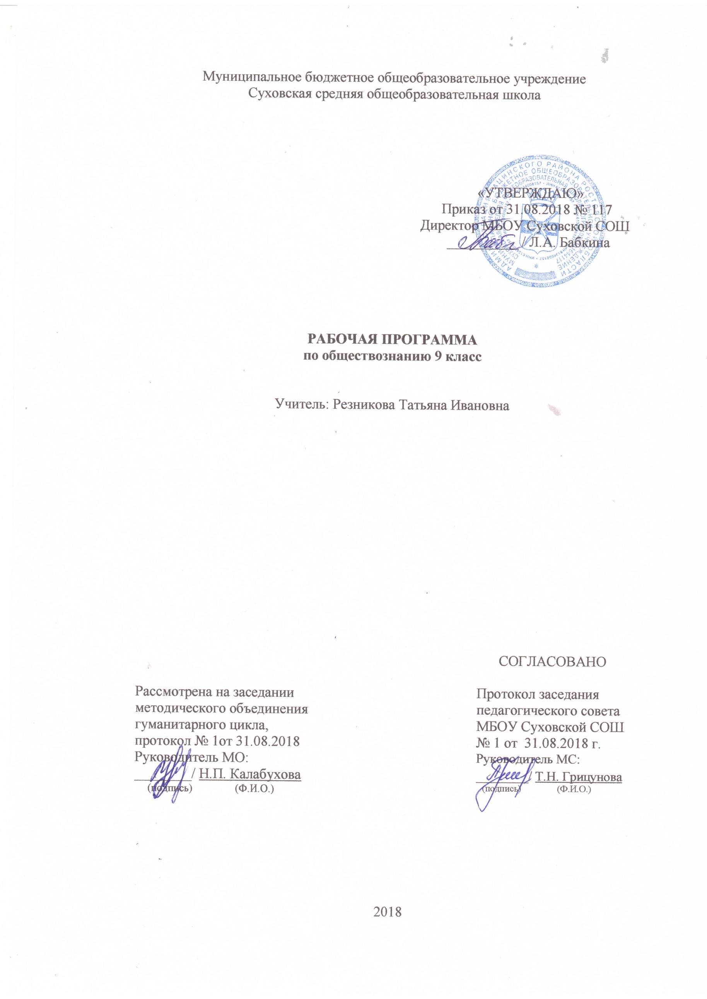 Муниципальное бюджетное общеобразовательное учреждение
Суховская средняя общеобразовательная школа
«УТВЕРЖДАЮ»
Приказ от 31.08.2018 № 117
Директор МБОУ Суховской СОШ
/ Л.А. Бабкина
РАБОЧАЯ ПРОГРАММА
по обществознанию 9 класс
Учитель: Резникова Татьяна Ивановна
Рассмотрена на заседании
методического объединения
гуманитарного цикла,
протокол № 1от 31.08.2018
Руководитель МО:
/ Н.П. Калабухова
(подпись) (Ф.И.О.)
СОГЛАСОВАНО
Протокол заседания
педагогического совета
МБОУ Суховской СОШ
№ 1 от 31.08.2018 г.
Руководитель МС:
/ Т.Н. Грицунова
(подпись) (Ф.И.О.)
2018